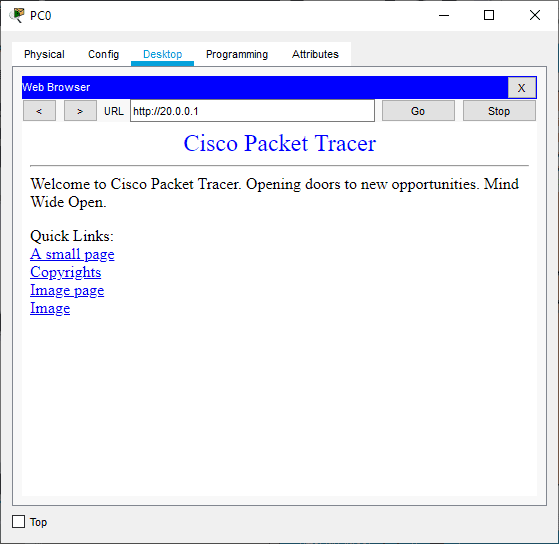 PC0
Physical Config Desktop Programming Attributes
Web Browser X
< > URL http://20.0.0.1 Go Stop
Cisco Packet Tracer
Welcome to Cisco Packet Tracer. Opening doors to new opportunities. Mind
Wide Open.
Quick Links:
A small page
Copyrights
Image page
Image
Top